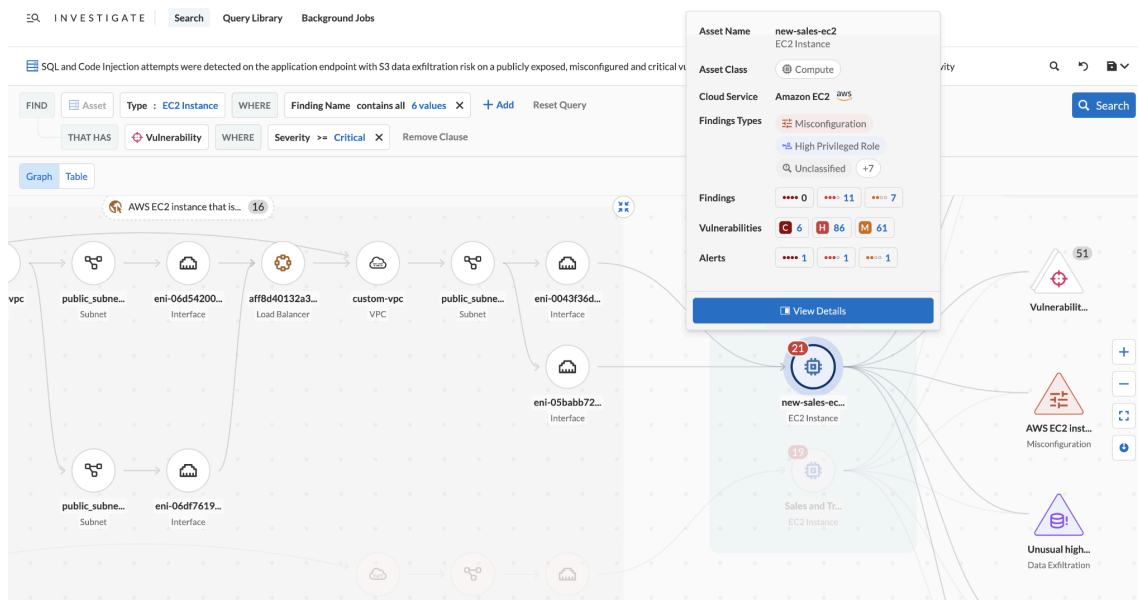 INVESTIGATE Search Query Library Background Jobs
SQL and Code Injection attempts were detected on the application endpoint with S3 data exfiltration risk on a publicly exposed, misconfigured and critical vu
ity
FIND Asset Type : EC2 Instance WHERE Finding Name contains all 6 values × + Add Reset Query
Search
THAT HAS Vulnerability WHERE Severity >= Critical × Remove Clause
Graph Table
Asset Name new-sales-ec2
EC2 Instance
Asset Class Compute
Cloud Service Amazon EC2 aws
Findings Types Misconfiguration
High Privileged Role
Unclassified +7
Findings 0 11 7
Vulnerabilities C 6 H 86 M 61
Alerts 1 1 1
View Details
AWS EC2 instance that is... 16
vpc
public_subne...
Subnet
eni-06d54200...
Interface
aff8d40132a3...
Load Balancer
custom-vpc
VPC
public_subne...
Subnet
eni-0043f36d...
Interface
51
Vulnerabilit...
21
new-sales-ec...
EC2 Instance
eni-05babb72...
Interface
AWS EC2 inst...
Misconfiguration
19
Sales and Tr...
EC2 Instance
public_subne...
Subnet
eni-06df7619...
Interface
Unusual high...
Data Exfiltration